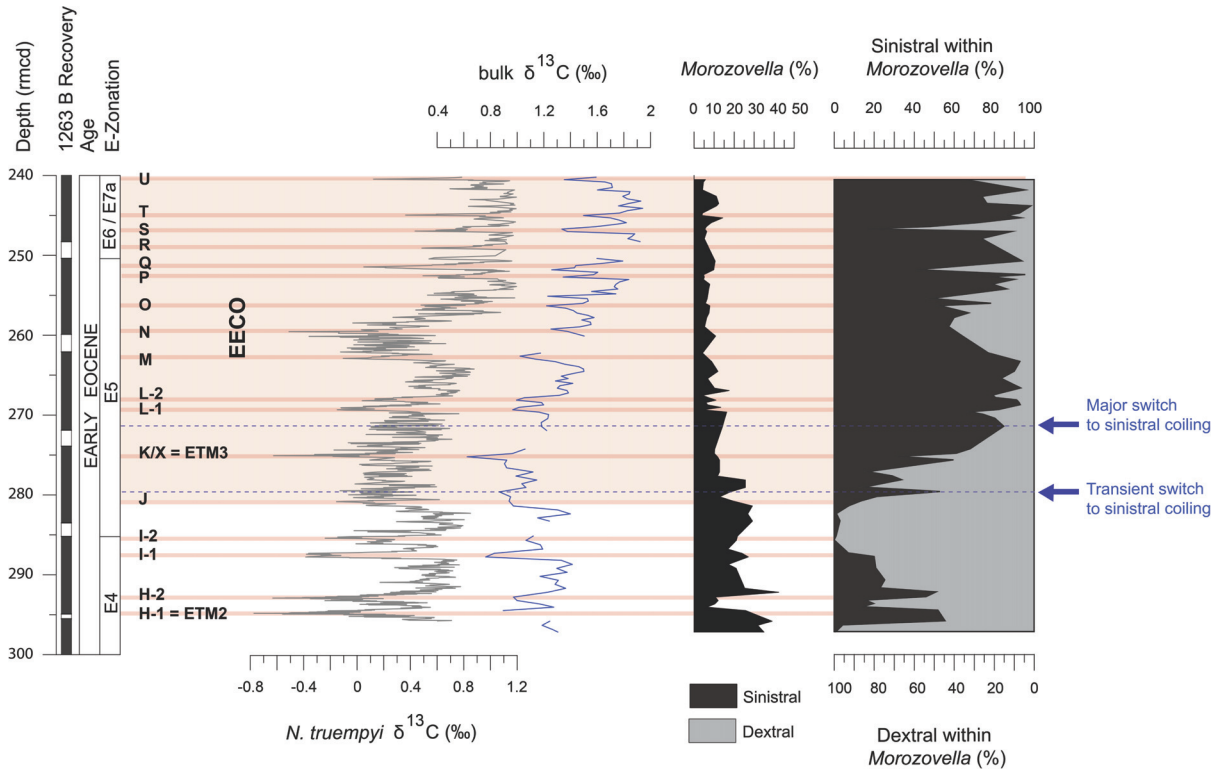 Depth (rmcd)
1263 B Recovery
Age
E-Zonation
bulk δ13C (‰)
0.4 0.8 1.2 1.6 2
Morozovella (%)
0 10 20 30 40 50
Sinistral within
Morozovella (%)
0 20 40 60 80 100
240
250
260
270
280
290
300
EARLY EOCENE
E6 / E7a
E5
E4
EECO
U
T
S
R
Q
P
O
N
M
L-2
L-1
K/X = ETM3
J
I-2
I-1
H-2
H-1 = ETM2
Major switch
to sinistral coiling
Transient switch
to sinistral coiling
-0.8 -0.4 0 0.4 0.8 1.2
N. truempyi δ13C (‰)
Sinistral
Dextral
100 80 60 40 20 0
Dextral within
Morozovella (%)